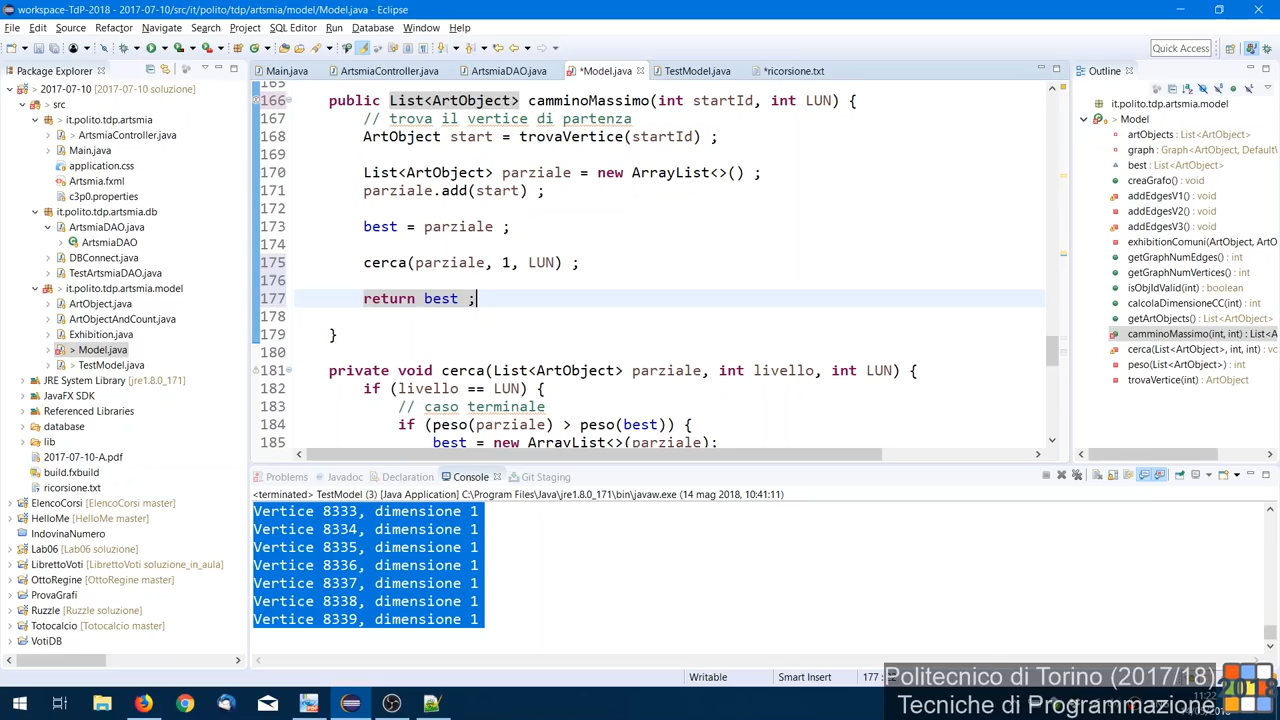 workspace-TdP-2018 - 2017-07-10/src/it/polito/tdp/artsmia/model/Model.java - Eclipse
File Edit Source Refactor Navigate Search Project SQL Editor Run Database Window Help
Quick Access
Package Explorer
Main.java ArtsmiaController.java ArtsmiaDAO.java *Model.java TestModel.java *ricorsione.txt
Outline
2017-07-10 [2017-07-10 soluzione]
src
it.polito.tdp.artsmia
> ArtsmiaController.java
> Main.java
application.css
Artsmia.fxml
c3p0.properties
it.polito.tdp.artsmia.db
ArtsmiaDAO.java
ArtsmiaDAO
DBConnect.java
TestArtsmiaDAO.java
it.polito.tdp.artsmia.model
ArtObject.java
ArtObjectAndCount.java
Exhibition.java
> Model.java
TestModel.java
JRE System Library [jre1.8.0_171]
JavaFX SDK
Referenced Libraries
database
lib
2017-07-10-A.pdf
build.fxbuild
ricorsione.txt
ElencoCorsi [ElencoCorsi master]
HelloMe [HelloMe master]
IndovinaNumero
Lab06 [Lab06 soluzione]
LibrettoVoti [LibrettoVoti soluzione_in_aula]
OttoRegine [OttoRegine master]
ProvaGrafi
Ruzzle [Ruzzle soluzione]
Totocalcio [Totocalcio master]
VotiDB
165
166 public List<ArtObject> camminoMassimo(int startId, int LUN) {
167 // trova il vertice di partenza
168 ArtObject start = trovaVertice(startId) ;
169
170 List<ArtObject> parziale = new ArrayList<>() ;
171 parziale.add(start) ;
172
173 best = parziale ;
174
175 cerca(parziale, 1, LUN) ;
176
177 return best ;
178
179 }
180
181 private void cerca(List<ArtObject> parziale, int livello, int LUN) {
182 if (livello == LUN) {
183 // caso terminale
184 if (peso(parziale) > peso(best)) {
185 best = new ArrayList<>(parziale);
it.polito.tdp.artsmia.model
Model
artObjects : List<ArtObject>
graph : Graph<ArtObject, Default
best : List<ArtObject>
creaGrafo() : void
addEdgesV1() : void
addEdgesV2() : void
addEdgesV3() : void
exhibitionComuni(ArtObject, ArtO
getGraphNumEdges() : int
getGraphNumVertices() : int
isObjIdValid(int) : boolean
calcolaDimensioneCC(int) : int
getArtObjects() : List<ArtObject>
camminoMassimo(int, int) : List<A
cerca(List<ArtObject>, int, int) : vc
peso(List<ArtObject>) : int
trovaVertice(int) : ArtObject
Problems Javadoc Declaration Console Git Staging
<terminated> TestModel (3) [Java Application] C:\Program Files\Java\jre1.8.0_171\bin\javaw.exe (14 mag 2018, 10:41:11)
Vertice 8333, dimensione 1
Vertice 8334, dimensione 1
Vertice 8335, dimensione 1
Vertice 8336, dimensione 1
Vertice 8337, dimensione 1
Vertice 8338, dimensione 1
Vertice 8339, dimensione 1
Writable Smart Insert 177 :
Politecnico di Torino (2017/18)
Tecniche di Programmazione
2018
11:22